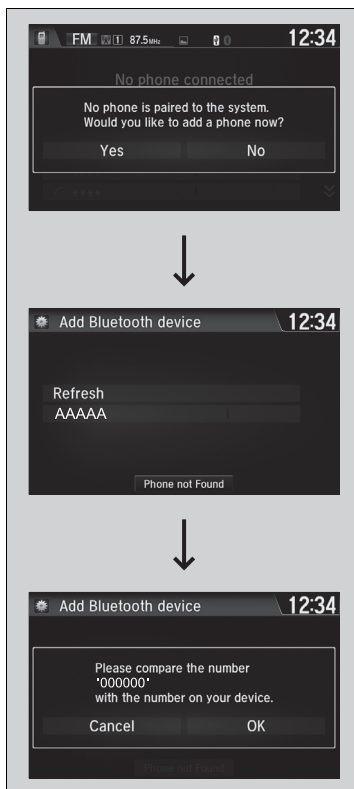 FM 1 87.5MHz 12:34
No phone connected
No phone is paired to the system.
Would you like to add a phone now?
Yes No
Add Bluetooth device 12:34
Refresh
AAAAA
Phone not Found
Add Bluetooth device 12:34
Please compare the number
"000000"
with the number on your device.
Cancel OK
Phone not Found